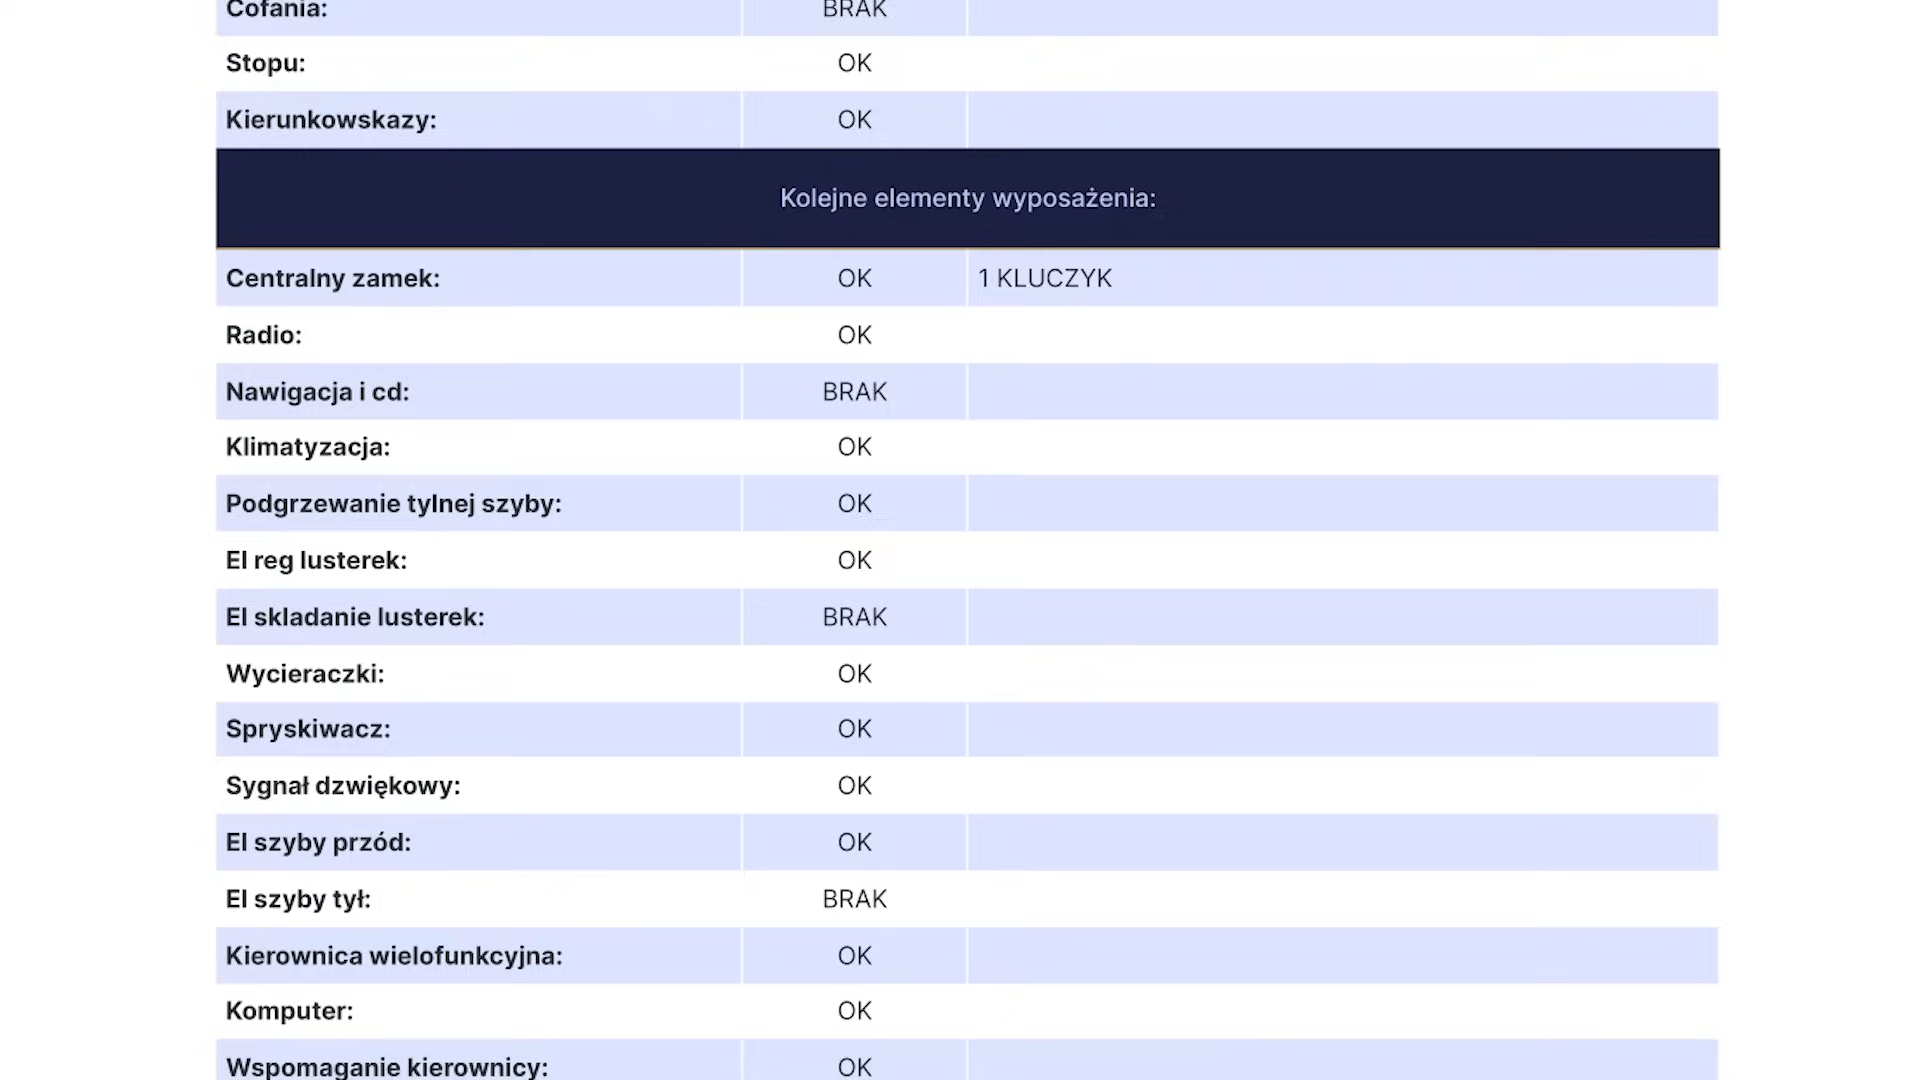 Cofania: BRAK
Stopu: OK
Kierunkowskazy: OK
Kolejne elementy wyposażenia:
Centralny zamek: OK 1 KLUCZYK
Radio: OK
Nawigacja i cd: BRAK
Klimatyzacja: OK
Podgrzewanie tylnej szyby: OK
El reg lusterek: OK
El skladanie lusterek: BRAK
Wycieraczki: OK
Spryskiwacz: OK
Sygnał dzwiękowy: OK
El szyby przód: OK
El szyby tył: BRAK
Kierownica wielofunkcyjna: OK
Komputer: OK
Wspomaganie kierownicy: OK